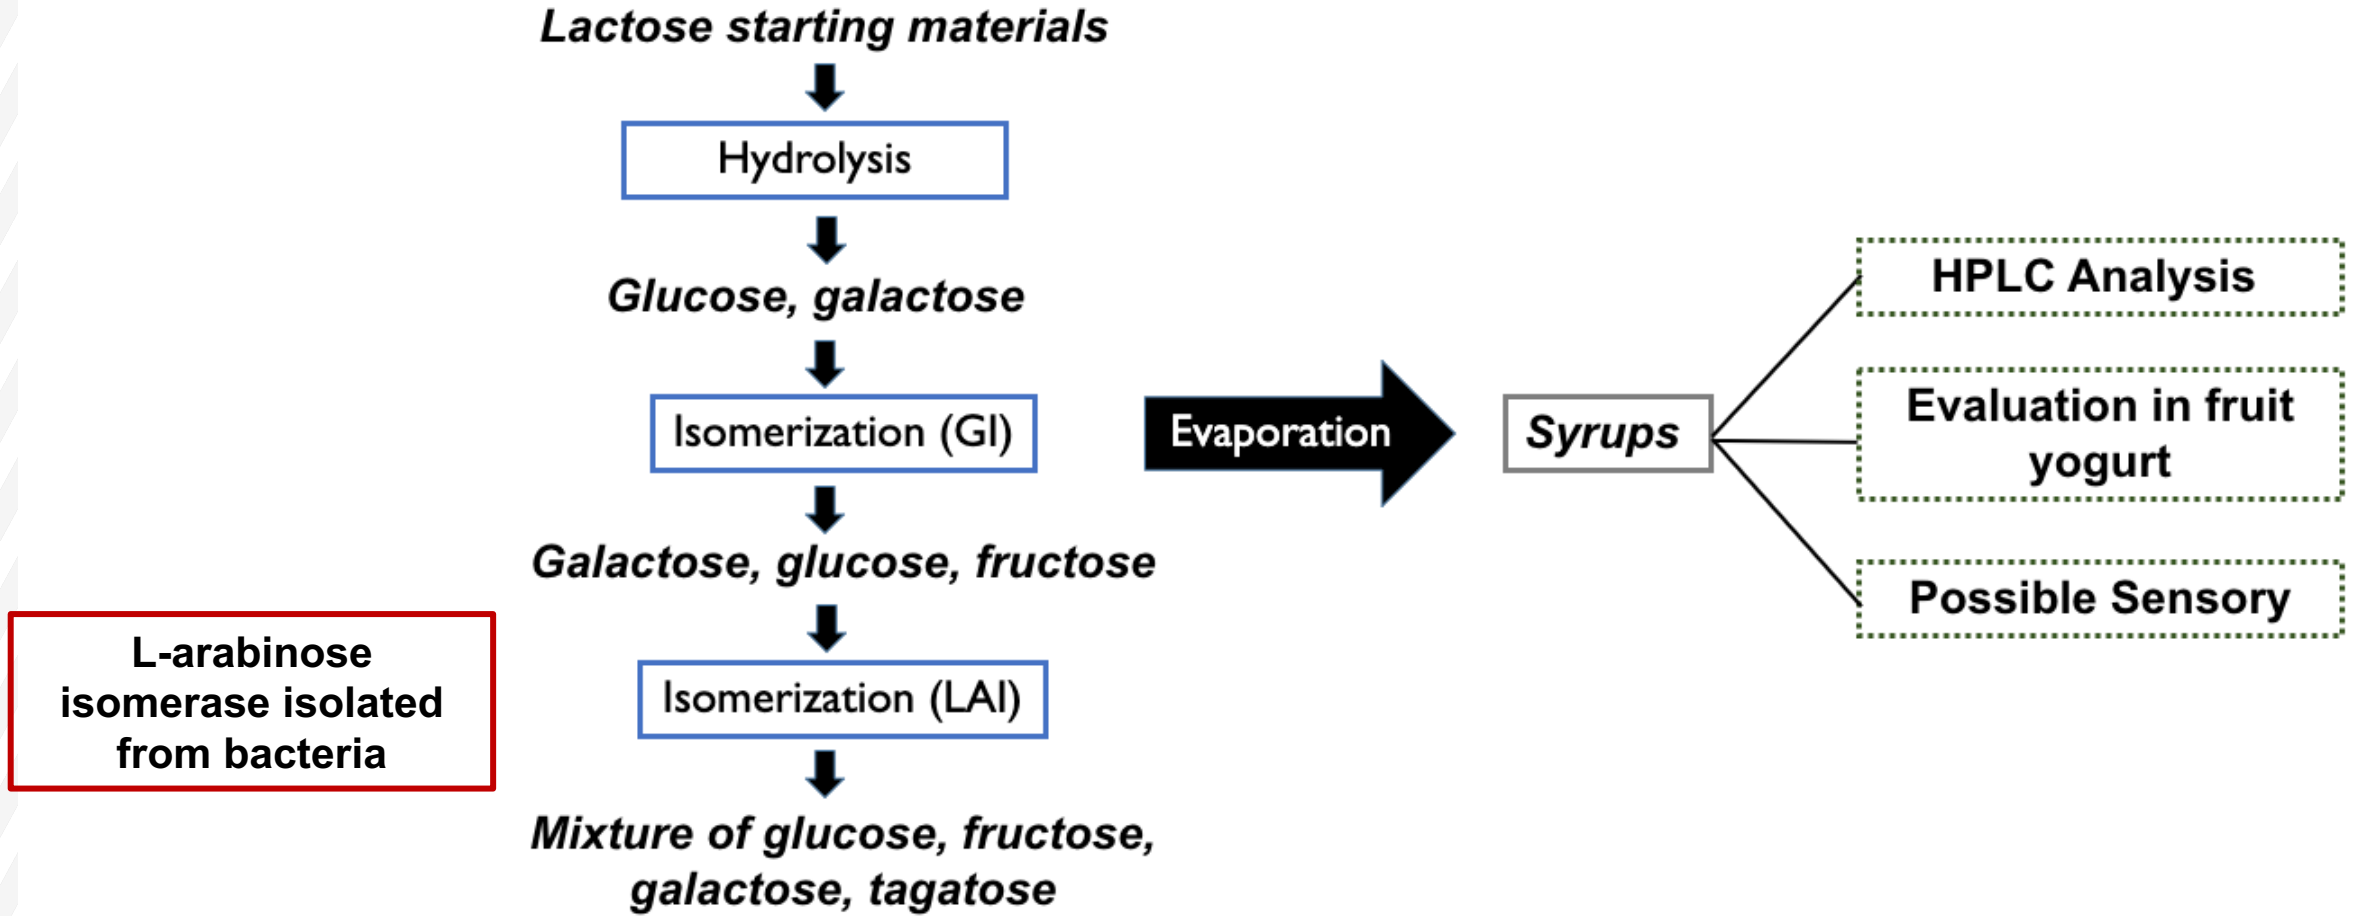 Lactose starting materials
Hydrolysis
Glucose, galactose
Isomerization (GI)
Galactose, glucose, fructose
L-arabinose
isomerase isolated
from bacteria
Isomerization (LAI)
Mixture of glucose, fructose,
galactose, tagatose
Evaporation
Syrups
HPLC Analysis
Evaluation in fruit
yogurt
Possible Sensory